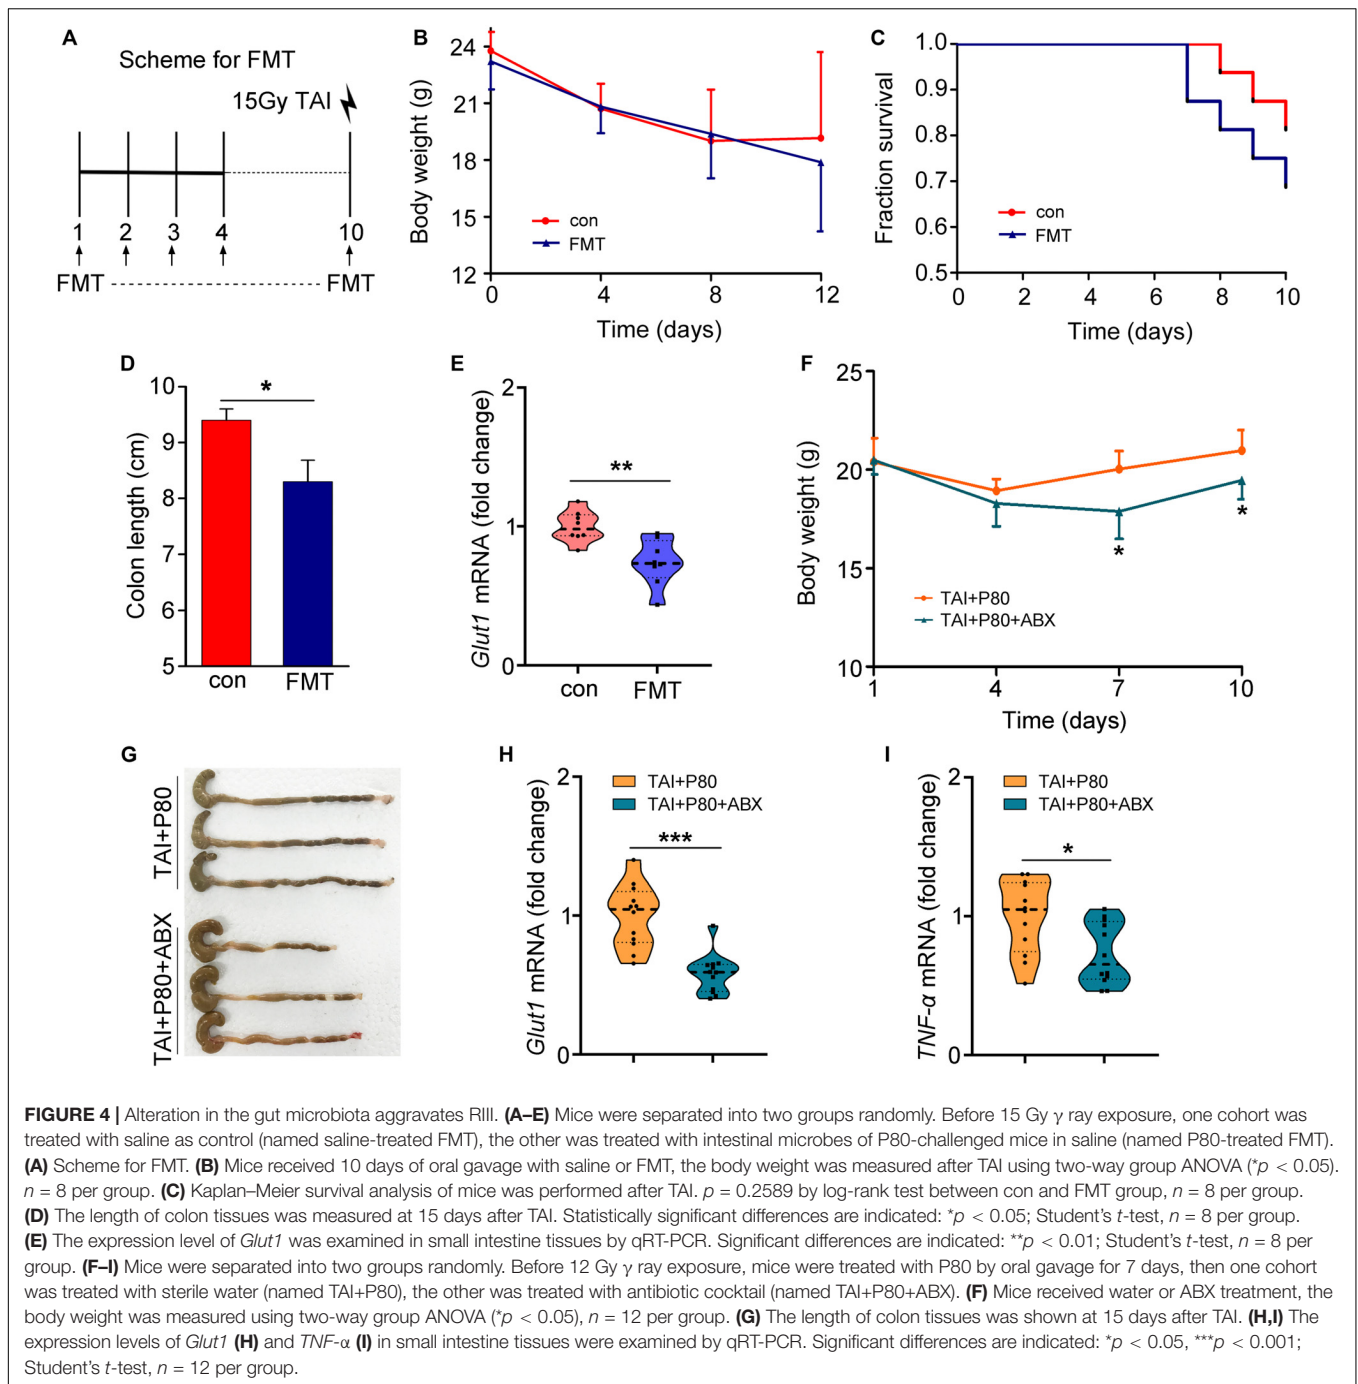 A
Scheme for FMT
15Gy TAI
1 2 3 4 10
FMT FMT
B
Body weight (g)
24
21
18
15
12
con
FMT
0 4 8 12
Time (days)
C
Fraction survival
1.0
0.9
0.8
0.7
0.6
0.5
con
FMT
0 2 4 6 8 10
Time (days)
D
Colon length (cm)
10
9
8
7
6
5
*
con FMT
E
Glut1 mRNA (fold change)
2
1
0
**
con FMT
F
Body weight (g)
25
20
15
10
*
*
TAI+P80
TAI+P80+ABX
1 4 7 10
Time (days)
G
TAI+P80
TAI+P80+ABX
H
Glut1 mRNA (fold change)
2
1
0
TAI+P80
TAI+P80+ABX
***
I
TNF-α mRNA (fold change)
2
1
0
TAI+P80
TAI+P80+ABX
*
FIGURE 4 | Alteration in the gut microbiota aggravates RIII. (A–E) Mice were separated into two groups randomly. Before 15 Gy γ ray exposure, one cohort was
treated with saline as control (named saline-treated FMT), the other was treated with intestinal microbes of P80-challenged mice in saline (named P80-treated FMT).
(A) Scheme for FMT. (B) Mice received 10 days of oral gavage with saline or FMT, the body weight was measured after TAI using two-way group ANOVA (*p < 0.05).
n = 8 per group. (C) Kaplan–Meier survival analysis of mice was performed after TAI. p = 0.2589 by log-rank test between con and FMT group, n = 8 per group.
(D) The length of colon tissues was measured at 15 days after TAI. Statistically significant differences are indicated: *p < 0.05; Student's t-test, n = 8 per group.
(E) The expression level of Glut1 was examined in small intestine tissues by qRT-PCR. Significant differences are indicated: **p < 0.01; Student's t-test, n = 8 per
group. (F–I) Mice were separated into two groups randomly. Before 12 Gy γ ray exposure, mice were treated with P80 by oral gavage for 7 days, then one cohort
was treated with sterile water (named TAI+P80), the other was treated with antibiotic cocktail (named TAI+P80+ABX). (F) Mice received water or ABX treatment, the
body weight was measured using two-way group ANOVA (*p < 0.05), n = 12 per group. (G) The length of colon tissues was shown at 15 days after TAI. (H,I) The
expression levels of Glut1 (H) and TNF-α (I) in small intestine tissues were examined by qRT-PCR. Significant differences are indicated: *p < 0.05, ***p < 0.001;
Student's t-test, n = 12 per group.